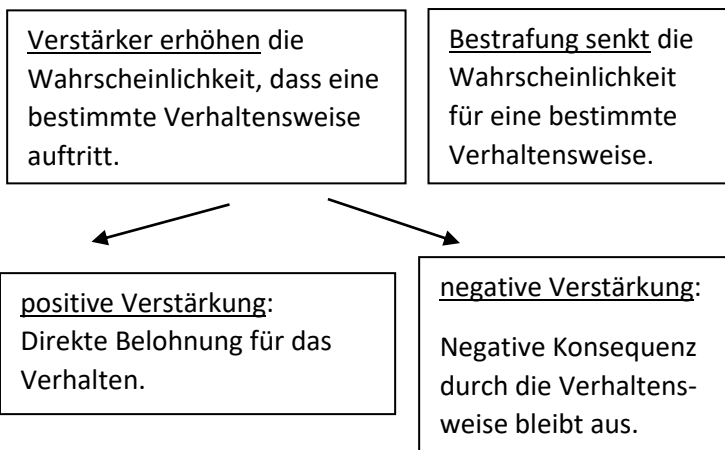 Verstärker erhöhen die
Wahrscheinlichkeit, dass eine
bestimmte Verhaltensweise
auftritt.
Bestrafung senkt die
Wahrscheinlichkeit
für eine bestimmte
Verhaltensweise.
positive Verstärkung:
Direkte Belohnung für das
Verhalten.
negative Verstärkung:
Negative Konsequenz
durch die Verhaltens-
weise bleibt aus.